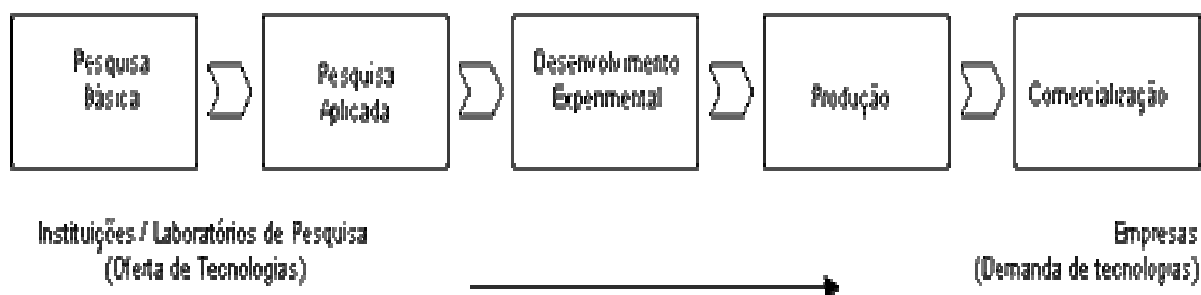 Pesquisa
Básica
Pesquisa
Aplicada
Desenvolvimento
Experimental
Produção
Comercialização
Instituições / Laboratórios de Pesquisa
(Oferta de Tecnologias)
Empresas
(Demanda de tecnologias)